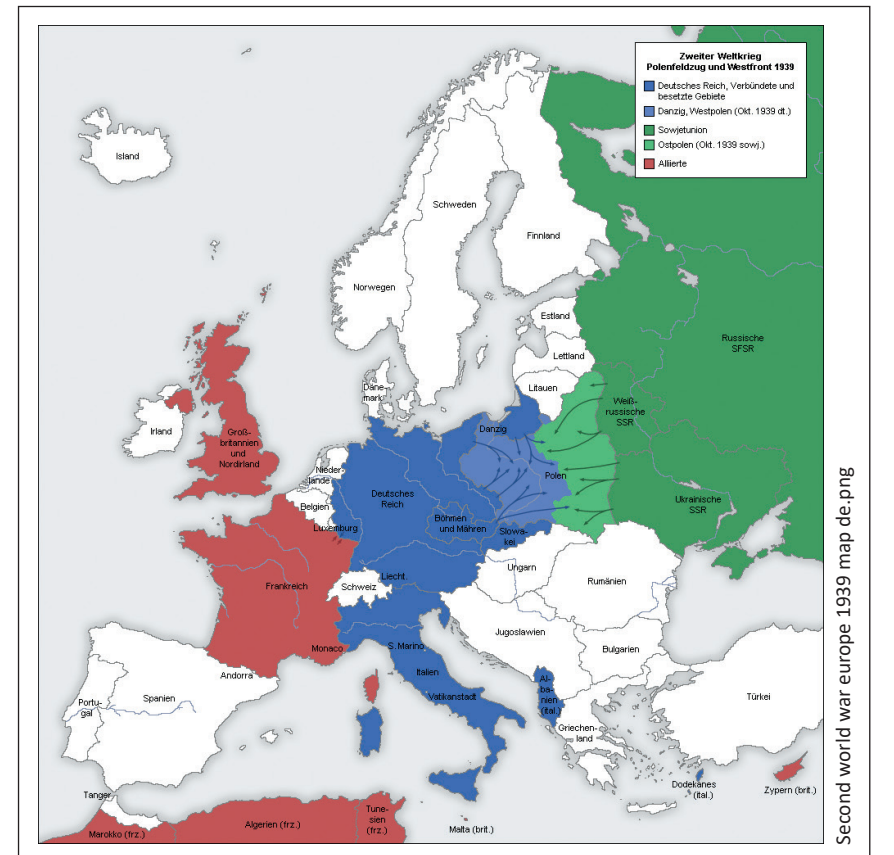 Zweiter Weltkrieg
Polenfeldzug und Westfront 1939
Deutsches Reich, Verbündete und
besetzte Gebiete
Danzig, Westpolen (Okt. 1939 dt.)
Sowjetunion
Ostpolen (Okt. 1939 sowj.)
Alliierte
Island
Schweden
Finnland
Norwegen
Estland
Russische
SFSR
Lettland
Litauen
Däne-
mark
Weiß-
russische
SSR
Irland
Groß-
britannien
und
Nordirland
Danzig
Nieder-
lande
Polen
Deutsches
Reich
Belgien
Ukrainische
SSR
Luxemburg
Böhmen
und Mähren
Slowa-
kei
Ungarn
Liecht.
Schweiz
Frankreich
Rumänien
Jugoslawien
Monaco
S. Marino
Bulgarien
Andorra
Italien
Vatikanstadt
Al-
ba-
nien
(ital.)
Portu-
gal
Spanien
Türkei
Griechen-
land
Dodekanes
(ital.)
Zypern (brit.)
Tanger
Marokko (frz.)
Algerien (frz.)
Tune-
sien
(frz.)
Malta (brit.)
Second world war europe 1939 map de.png